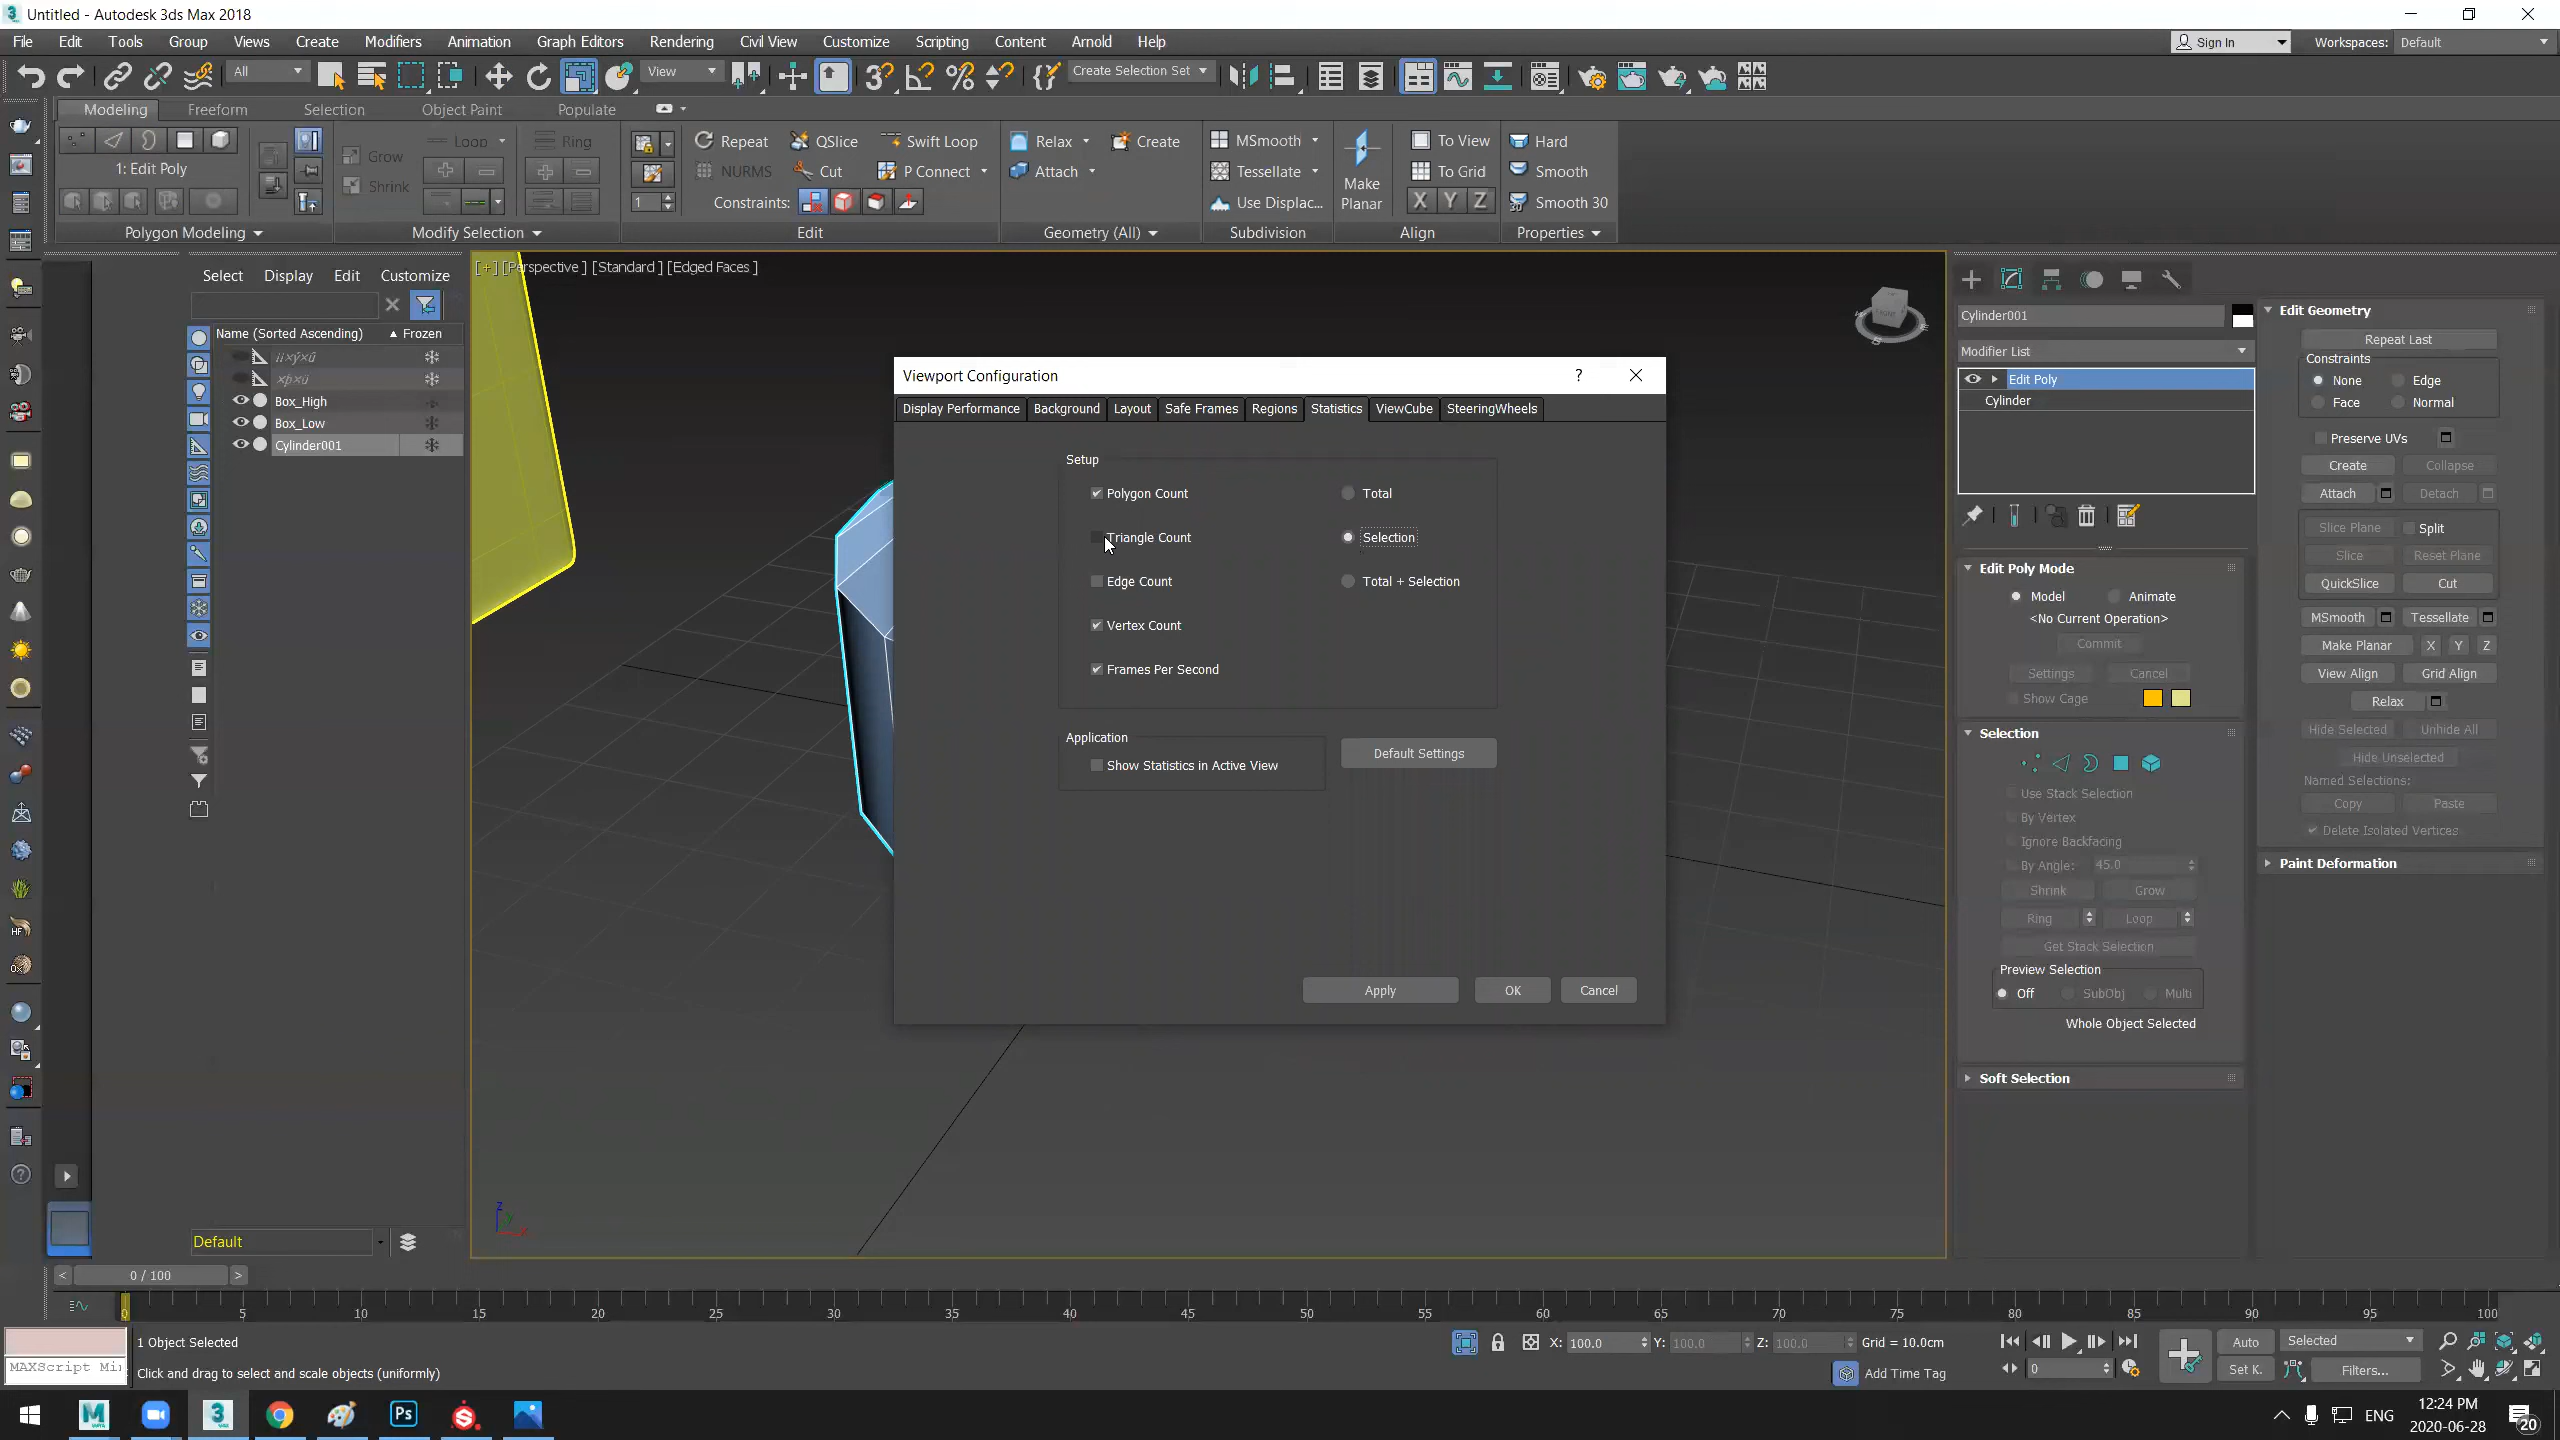 Untitled - Autodesk 3ds Max 2018
File Edit Tools Group Views Create Modifiers Animation Graph Editors Rendering Civil View Customize Scripting Content Arnold Help
Sign In Workspaces: Default
All View Create Selection Set
Modeling Freeform Selection Object Paint Populate
Loop Ring Repeat QSlice Swift Loop Relax Create MSmooth To View Hard
1: Edit Poly Grow NURMS Cut P Connect Attach Tessellate To Grid Smooth
Shrink 1 Constraints: Make Planar Use Displac... X Y Z Smooth 30
Polygon Modeling Modify Selection Edit Geometry (All) Subdivision Align Properties
Select Display Edit Customize
Name (Sorted Ascending) Frozen
Box_High
Box_Low
Cylinder001
Default
[+] [Perspective ] [Standard ] [Edged Faces ]
Viewport Configuration ?
Display Performance Background Layout Safe Frames Regions Statistics ViewCube SteeringWheels
Setup
Polygon Count Total
Triangle Count Selection
Edge Count Total + Selection
Vertex Count
Frames Per Second
Application
Show Statistics in Active View Default Settings
Apply OK Cancel
Cylinder001
Modifier List
Edit Poly
Cylinder
Edit Poly Mode
Model Animate
<No Current Operation>
Commit
Settings Cancel
Show Cage
Selection
Use Stack Selection
By Vertex
Ignore Backfacing
By Angle: 45.0
Shrink Grow
Ring Loop
Get Stack Selection
Preview Selection
Off SubObj Multi
Whole Object Selected
Soft Selection
Edit Geometry
Repeat Last
Constraints
None Edge
Face Normal
Preserve UVs
Create Collapse
Attach Detach
Slice Plane Split
Slice Reset Plane
QuickSlice Cut
MSmooth Tessellate
Make Planar X Y Z
View Align Grid Align
Relax
Hide Selected Unhide All
Hide Unselected
Named Selections:
Copy Paste
Delete Isolated Vertices
Paint Deformation
z y x
< 0 / 100 >
0 5 10 15 20 25 30 35 40 45 50 55 60 65 70 75 80 85 90 95 100
1 Object Selected X: 100.0 Y: 100.0 Z: 100.0 Grid = 10.0cm Auto Selected
MAXScript Mi Click and drag to select and scale objects (uniformly) Add Time Tag 0 Set K. Filters...
ENG 12:24 PM
2020-06-28 20